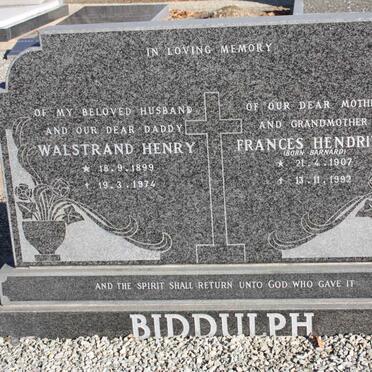 IN LOVING MEMORY
OF MY BELOVED HUSBAND
AND OUR DEAR DADDY
WALSTRAND HENRY
★ 18.9.1899
† 19.3.1974
OF OUR DEAR MOTHE
AND GRANDMOTHER
FRANCES HENDRI
(BORN BARNARD)
★ 21.4.1907
† 13.11.1992
AND THE SPIRIT SHALL RETURN UNTO GOD WHO GAVE IT
BIDDULPH